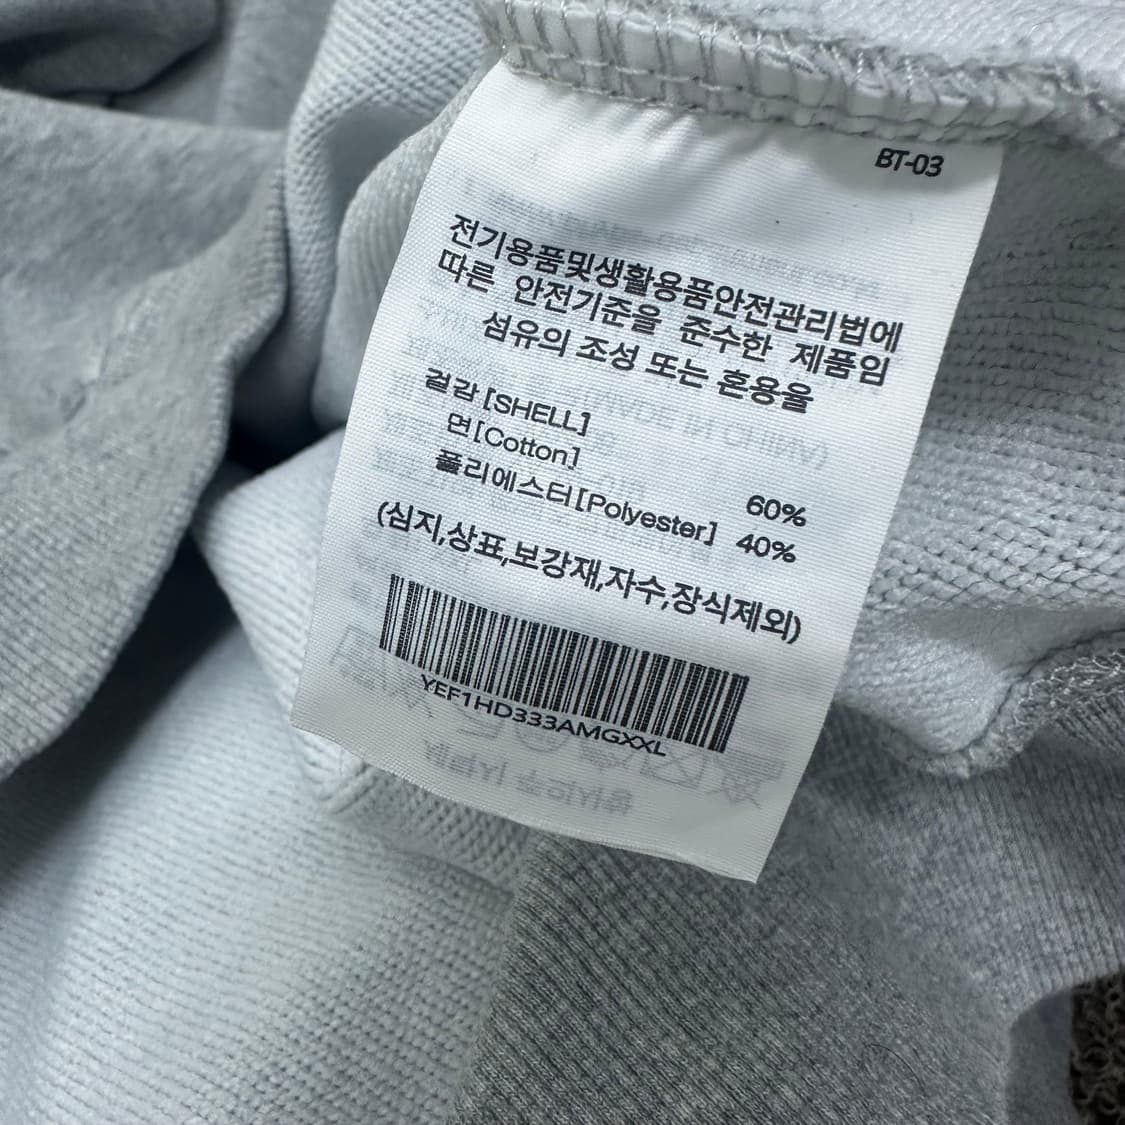 BT-03
전기용품및생활용품안전관리법에
따른 안전기준을 준수한 제품임
섬유의 조성 또는 혼용율
겉감 [SHELL]
면 [Cotton] 60%
폴리에스터 [Polyester] 40%
(심지,상표,보강재,자수,장식제외)
YEF1HD333AMGXXL